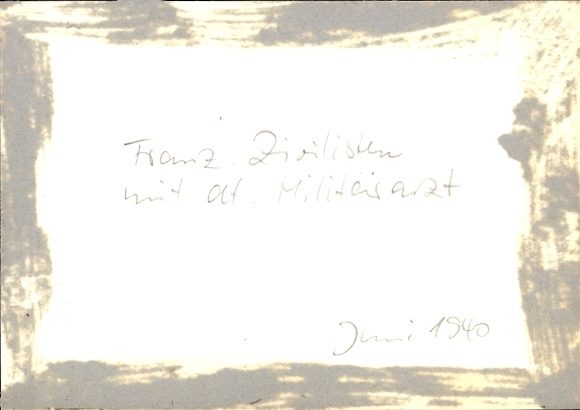 Franz. Zivilisten
mit dt. Militärarzt
Juni 1940